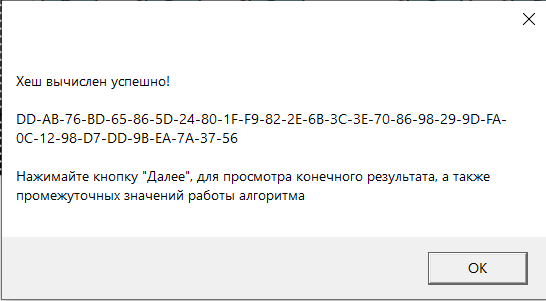 Хеш вычислен успешно!
DD-AB-76-BD-65-86-5D-24-80-1F-F9-82-2E-6B-3C-3E-70-86-98-29-9D-FA-
0C-12-98-D7-DD-9B-EA-7A-37-56
Нажимайте кнопку "Далее", для просмотра конечного результата, а также
промежуточных значений работы алгоритма
ОК